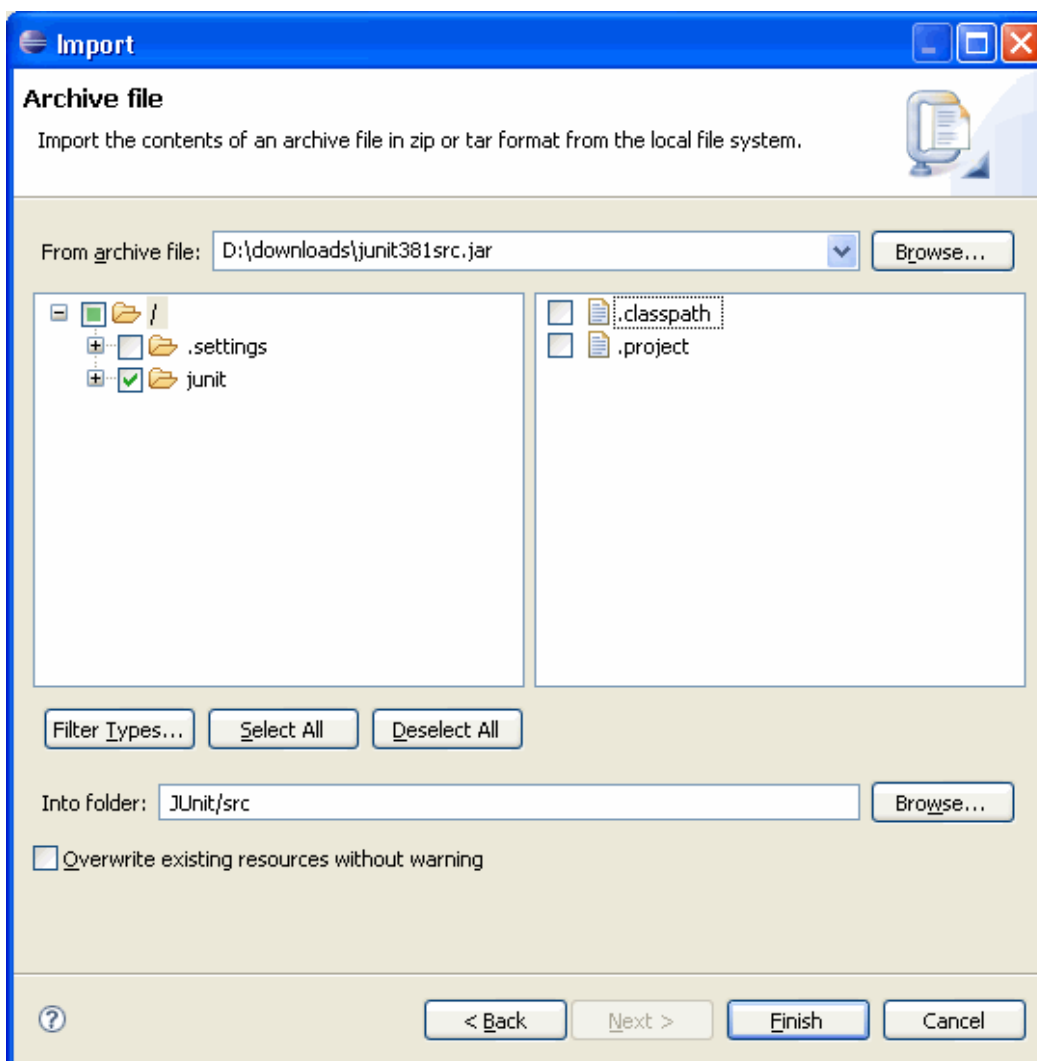 Import
Archive file
Import the contents of an archive file in zip or tar format from the local file system.
From archive file: D:\downloads\junit381src.jar Browse...
/
.settings
junit
.classpath
.project
Filter Types... Select All Deselect All
Into folder: JUnit/src Browse...
Overwrite existing resources without warning
? < Back Next > Finish Cancel